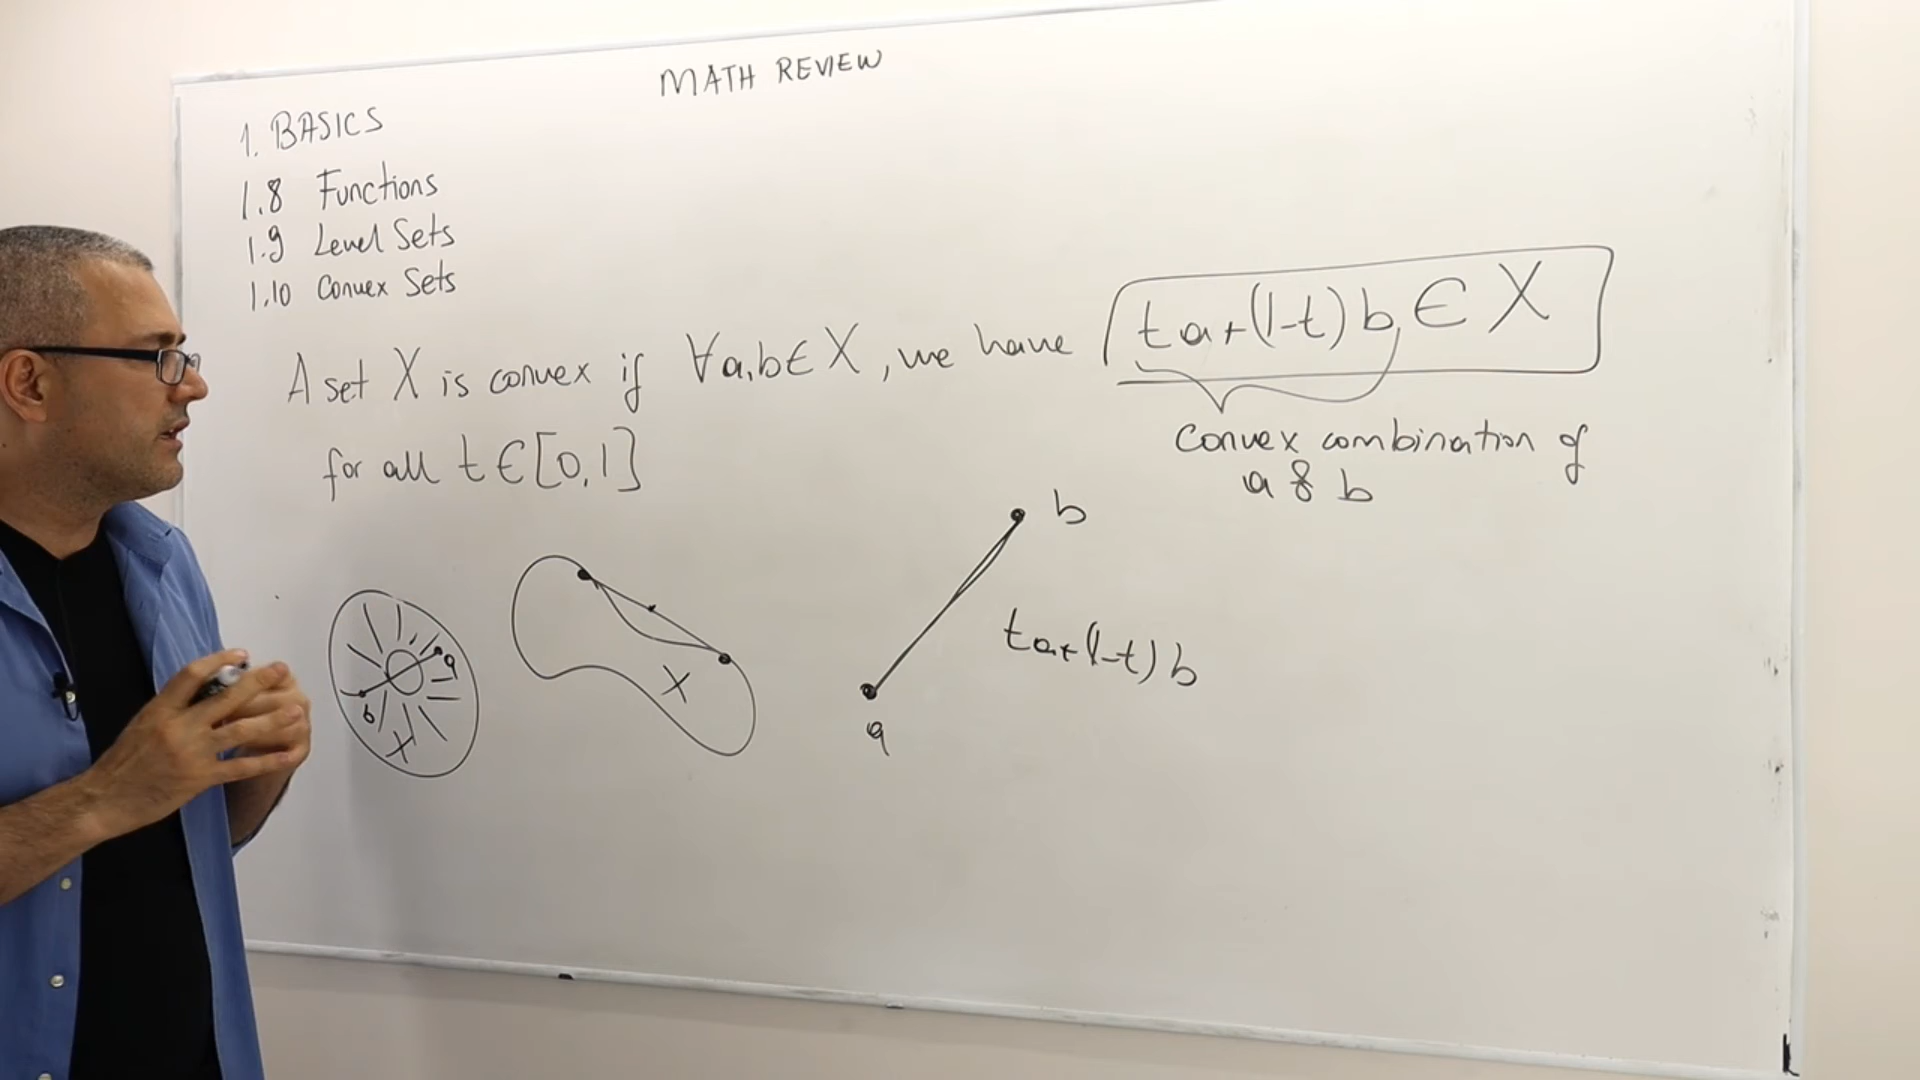 MATH REVIEW
1. BASICS
1.8 Functions
1.9 Level Sets
1.10 Convex Sets
A set X is convex if ∀a,b∈X, we have ta+(1-t)b∈X
for all t∈[0,1]
convex combination of
a & b
b
ta+(1-t)b
a
a
b
X
X